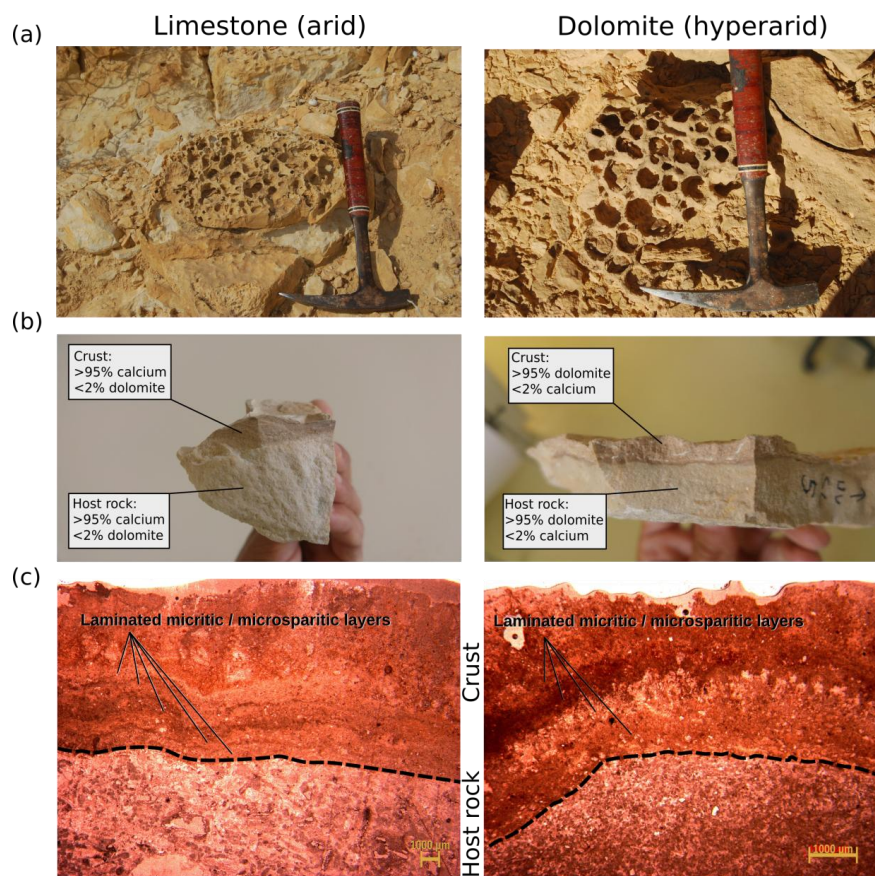 Limestone (arid)
Dolomite (hyperarid)
(a)
(b)
Crust:
>95% calcium
<2% dolomite
Host rock:
>95% calcium
<2% dolomite
Crust:
>95% dolomite
<2% calcium
Host rock:
>95% dolomite
<2% calcium
(c)
Laminated micritic / microsparitic layers
1000 µm
Crust
Host rock
Laminated micritic / microsparitic layers
1000 µm